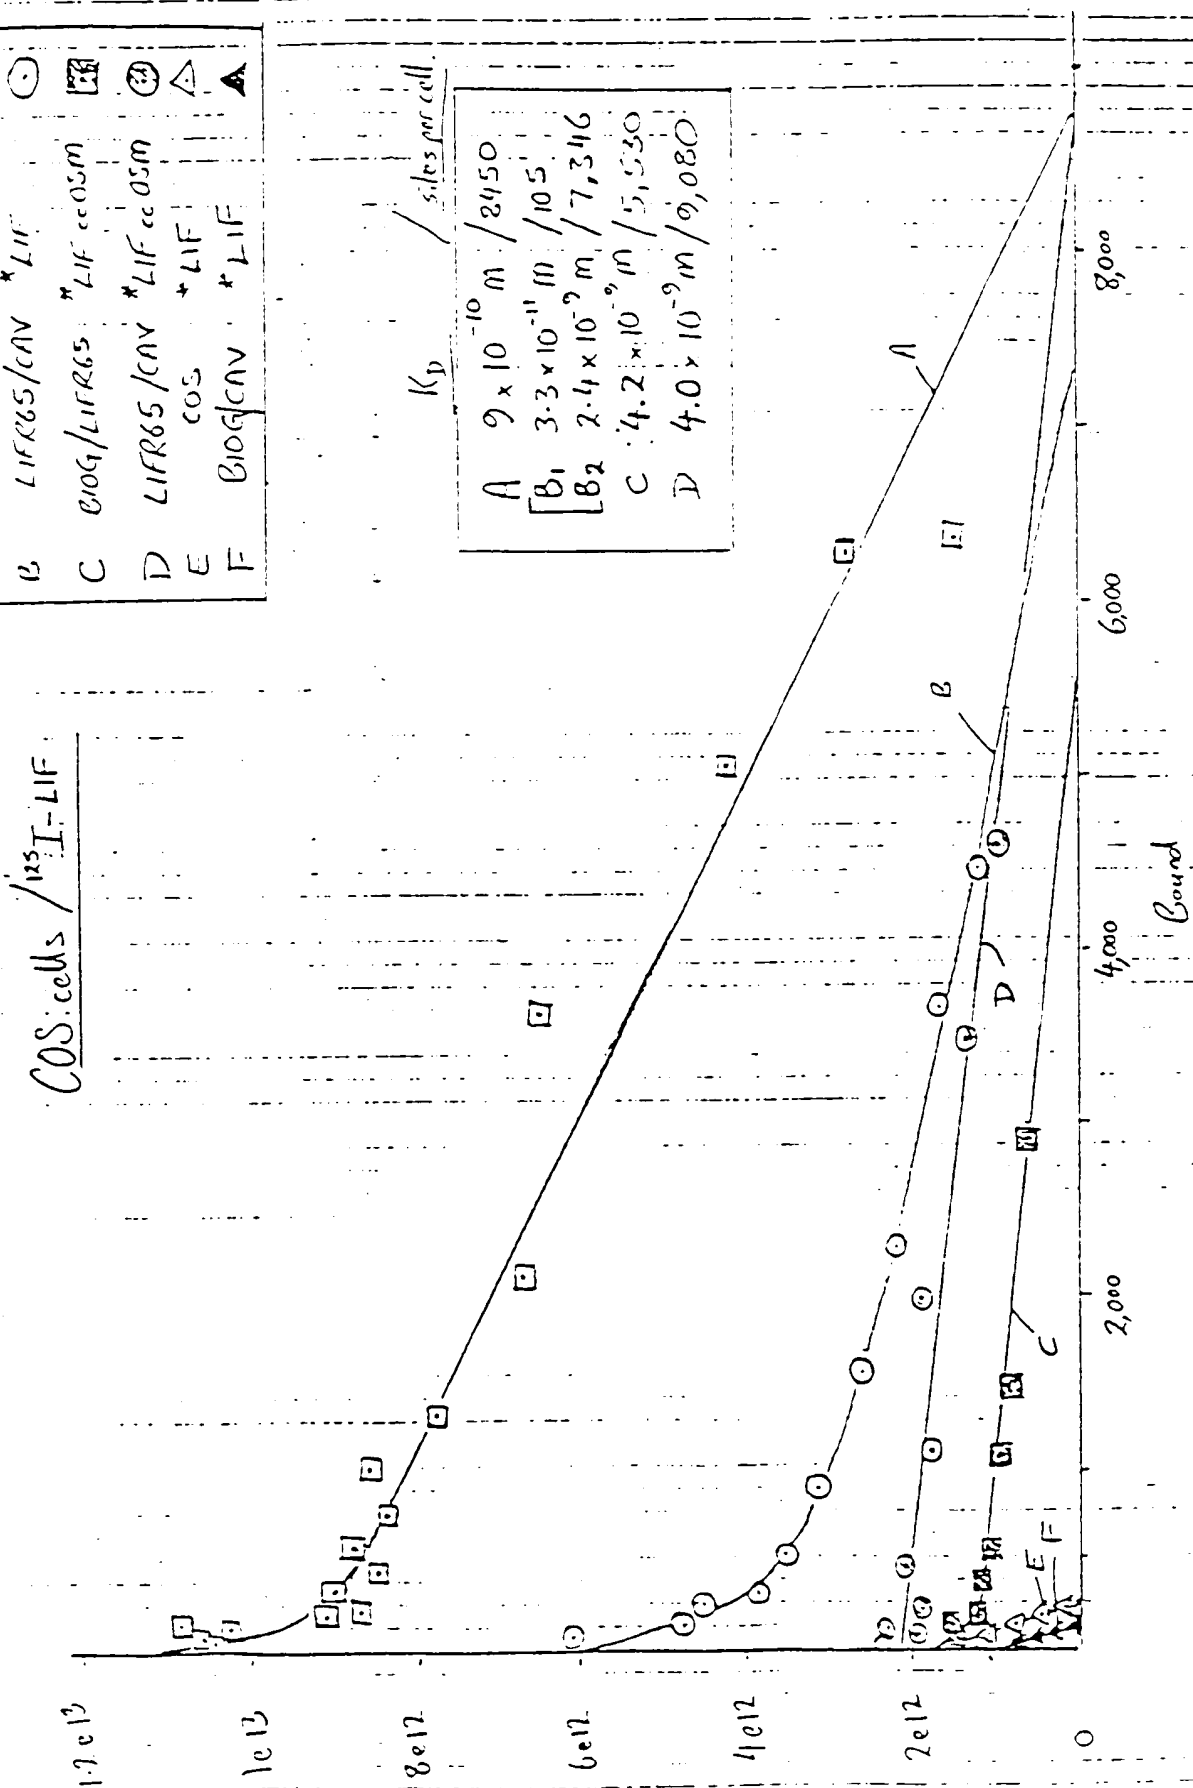 COS: cells / ¹²⁵I-LIF
B LIFR65/CAV *LIF
C BIOG/LIFR65 *LIF cc OSM
D LIFR65/CAV *LIF cc OSM
E COS *LIF
F BIOG/CAV *LIF
K_D / sites per cell
A 9 × 10⁻¹⁰ m / 2450
B₁ 3.3 × 10⁻¹¹ m / 105
B₂ 2.4 × 10⁻⁹ m / 7,346
C 4.2 × 10⁻⁹ m / 5,530
D 4.0 × 10⁻⁹ m / 9,080
1.2e13
1e13
8e12
6e12
4e12
2e12
0
A
B
D
C
E
F
2,000
4,000
6,000
8,000
Bound